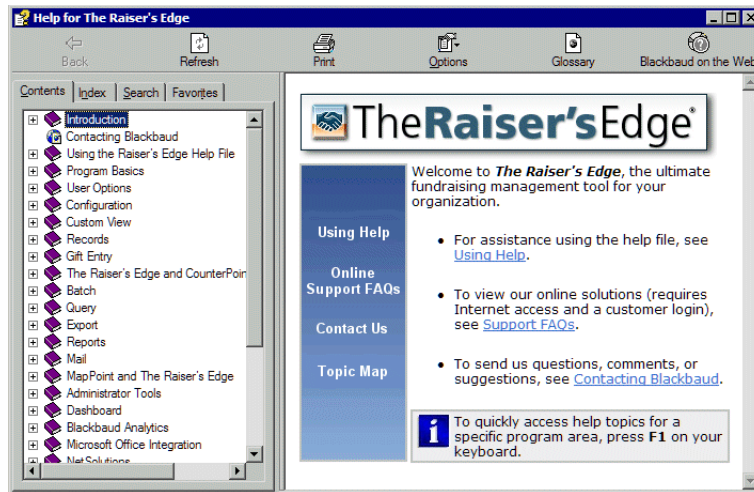 Help for The Raiser's Edge
Back Refresh Print Options Glossary Blackbaud on the Web
Contents Index Search Favorites
Introduction
Contacting Blackbaud
Using the Raiser's Edge Help File
Program Basics
User Options
Configuration
Custom View
Records
Gift Entry
The Raiser's Edge and CounterPoin
Batch
Query
Export
Reports
Mail
MapPoint and The Raiser's Edge
Administrator Tools
Dashboard
Blackbaud Analytics
Microsoft Office Integration
NetSolutions
The Raiser's Edge®
Using Help
Online
Support FAQs
Contact Us
Topic Map
Welcome to The Raiser's Edge, the ultimate
fundraising management tool for your
organization.
• For assistance using the help file, see
Using Help.
• To view our online solutions (requires
Internet access and a customer login),
see Support FAQs.
• To send us questions, comments, or
suggestions, see Contacting Blackbaud.
i
To quickly access help topics for a
specific program area, press F1 on your
keyboard.